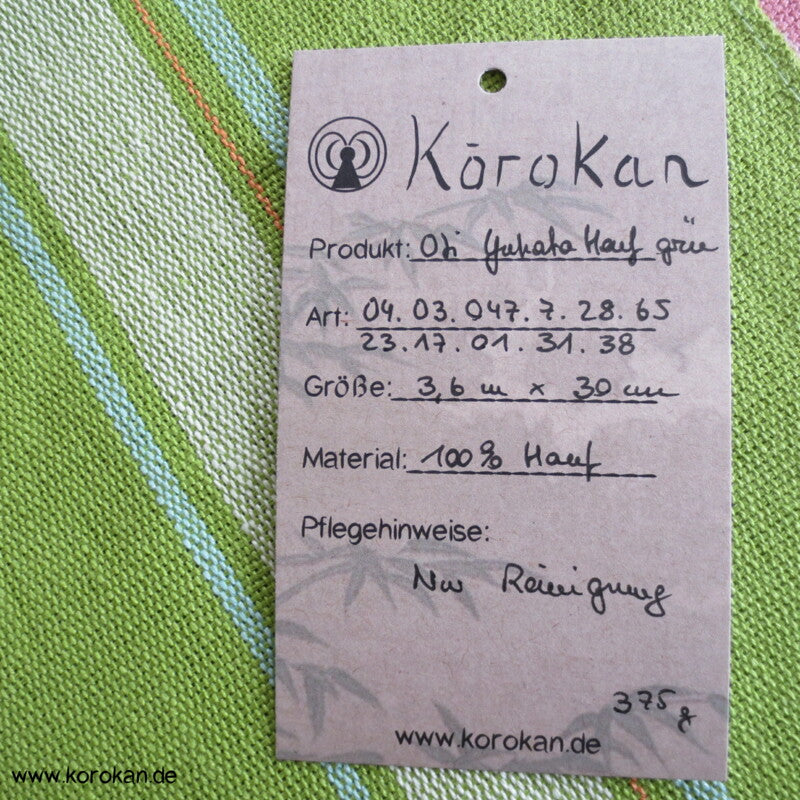 Kōrokan
Produkt: Obi Yukata Hanf grün
Art: 04. 03. 047. 7. 28. 65
23. 17. 01. 31. 38
Größe: 3,6 m x 30 cm
Material: 100% Hanf
Pflegehinweise:
Nur Reinigung
375 g
www.korokan.de
www.korokan.de